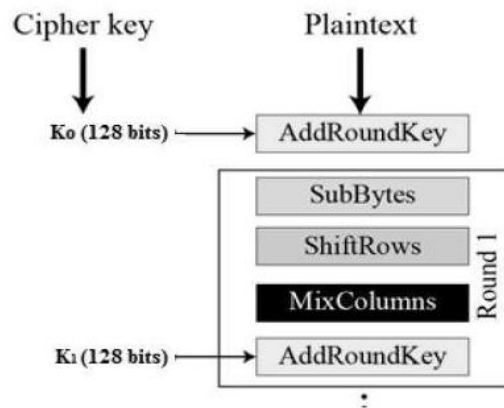 Cipher key Plaintext
K0 (128 bits) AddRoundKey
SubBytes
ShiftRows
MixColumns
Round 1
K1 (128 bits) AddRoundKey